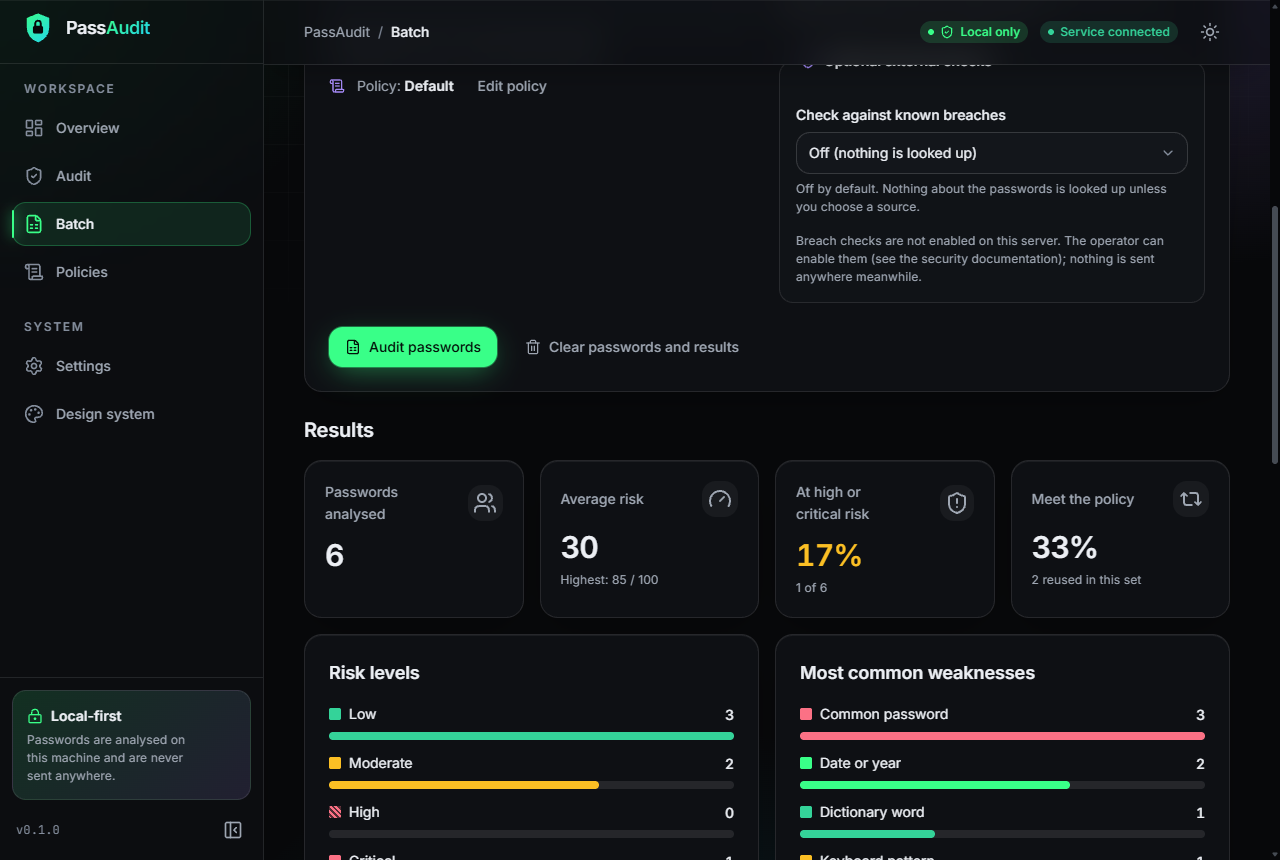 PassAudit
WORKSPACE
Overview
Audit
Batch
Policies
SYSTEM
Settings
Design system
Local-first
Passwords are analysed on
this machine and are never
sent anywhere.
v0.1.0
PassAudit / Batch
Local only
Service connected
Policy: Default
Edit policy
Optional external checks
Check against known breaches
Off (nothing is looked up)
Off by default. Nothing about the passwords is looked up unless
you choose a source.
Breach checks are not enabled on this server. The operator can
enable them (see the security documentation); nothing is sent
anywhere meanwhile.
Audit passwords
Clear passwords and results
Results
Passwords
analysed
6
Average risk
30
Highest: 85 / 100
At high or
critical risk
17%
1 of 6
Meet the policy
33%
2 reused in this set
Risk levels
Low 3
Moderate 2
High 0
Critical 1
Most common weaknesses
Common password 3
Date or year 2
Dictionary word 1
Keyboard pattern 1